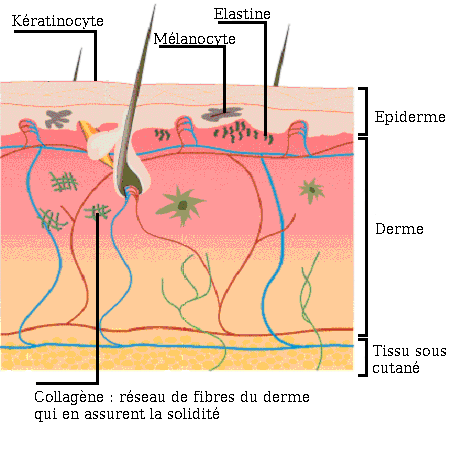 Kératinocyte
Elastine
Mélanocyte
Epiderme
Derme
Tissu sous
cutané
Collagène : réseau de fibres du derme
qui en assurent la solidité